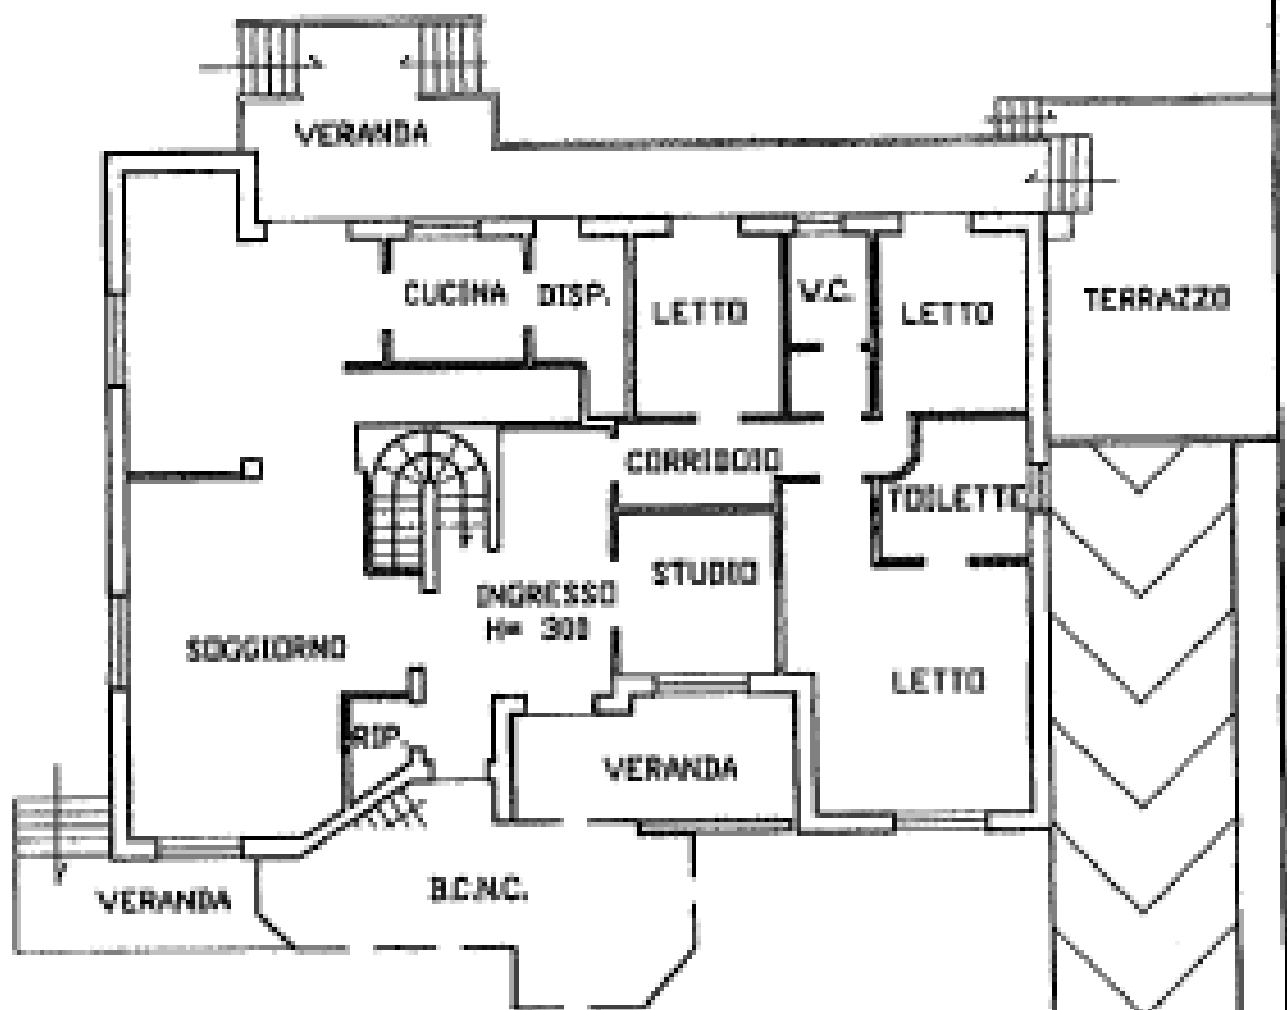 VERANDA
CUCINA
DISP.
LETTO
W.C.
LETTO
TERRAZZO
CORRIDOIO
TOILETTE
STUDIO
INGRESSO
H= 300
SOGGIORNO
LETTO
RIP.
VERANDA
B.C.N.C.
VERANDA